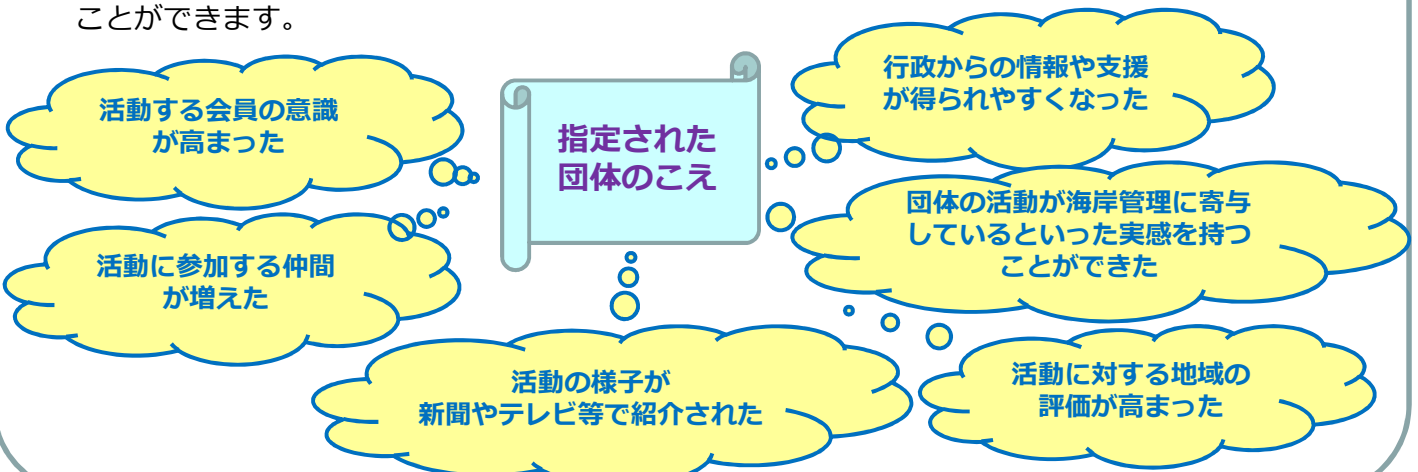 ことができます。
指定された
団体のこえ
活動する会員の意識
が高まった
行政からの情報や支援
が得られやすくなった
団体の活動が海岸管理に寄与
しているといった実感を持つ
ことができた
活動に参加する仲間
が増えた
活動の様子が
新聞やテレビ等で紹介された
活動に対する地域の
評価が高まった